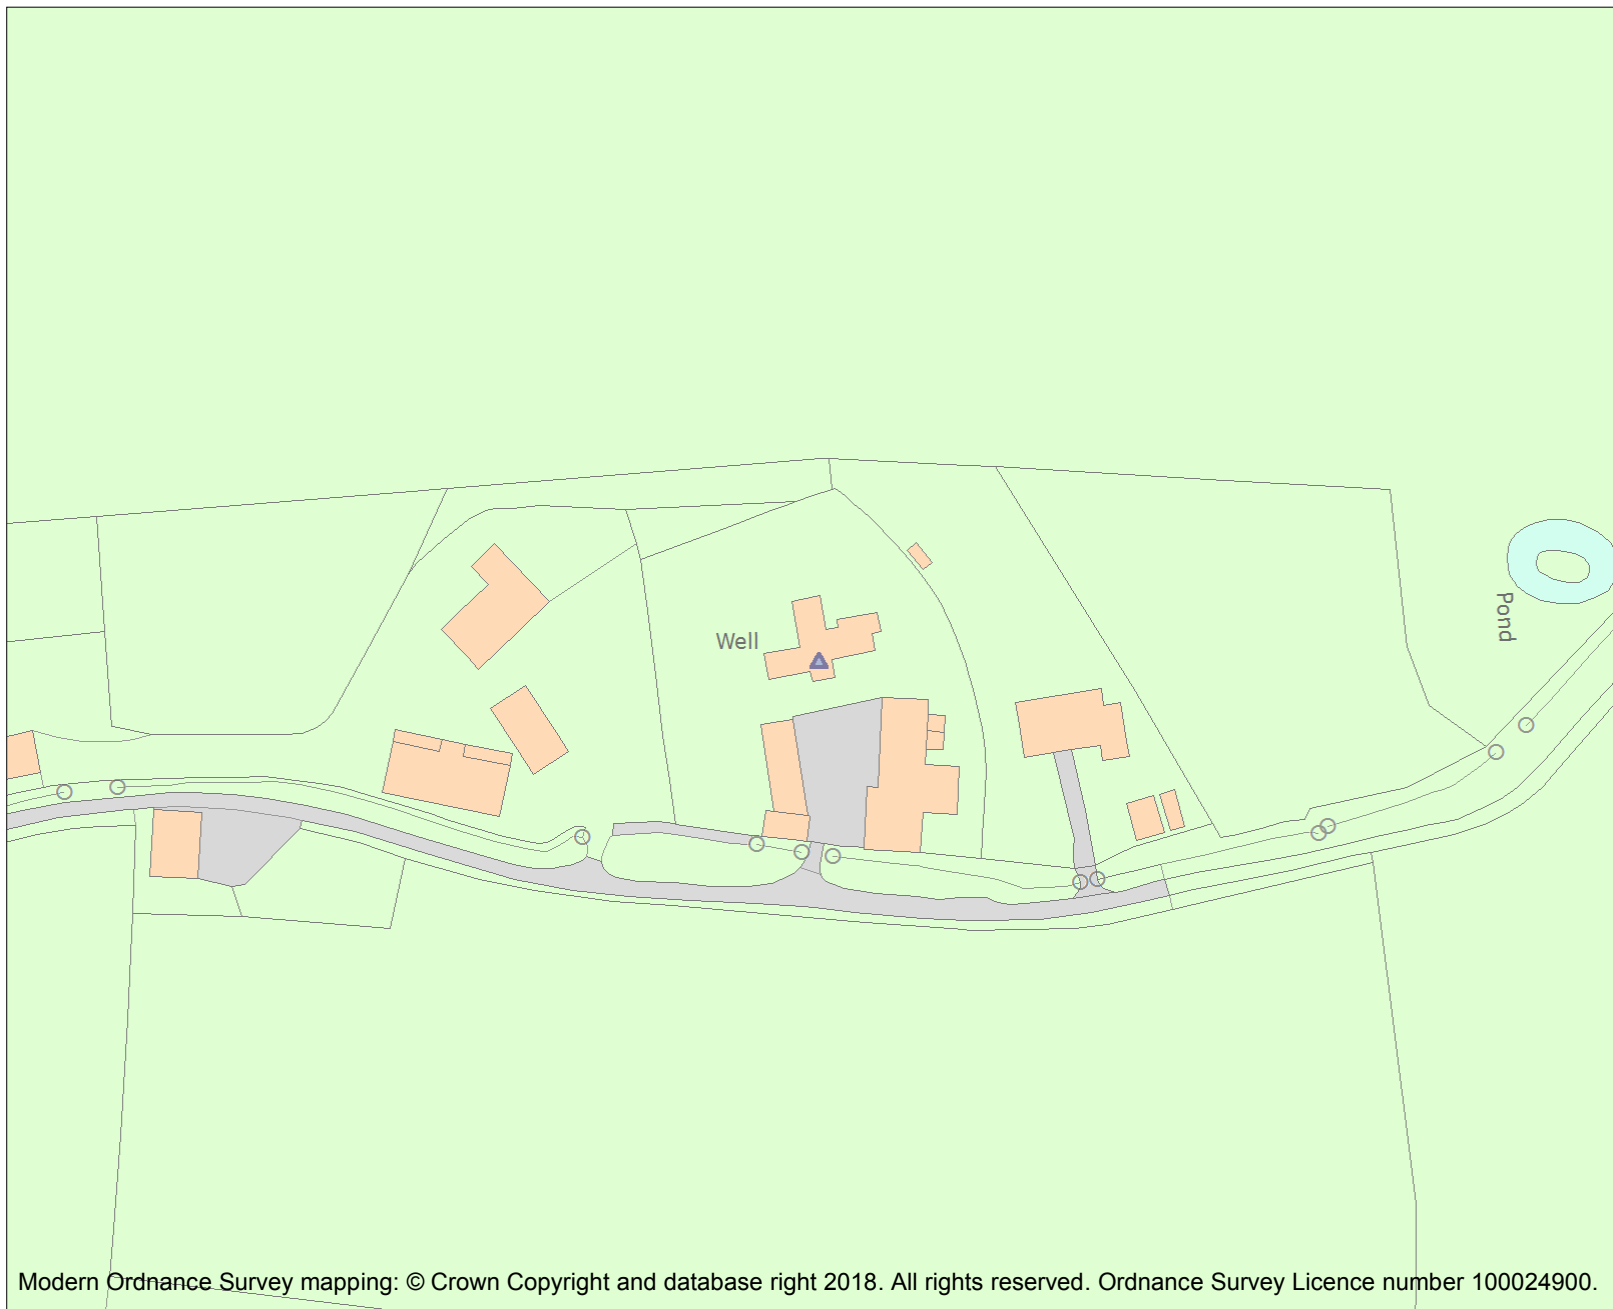 Well
Pond
Modern Ordnance Survey mapping: © Crown Copyright and database right 2018. All rights reserved. Ordnance Survey Licence number 100024900.